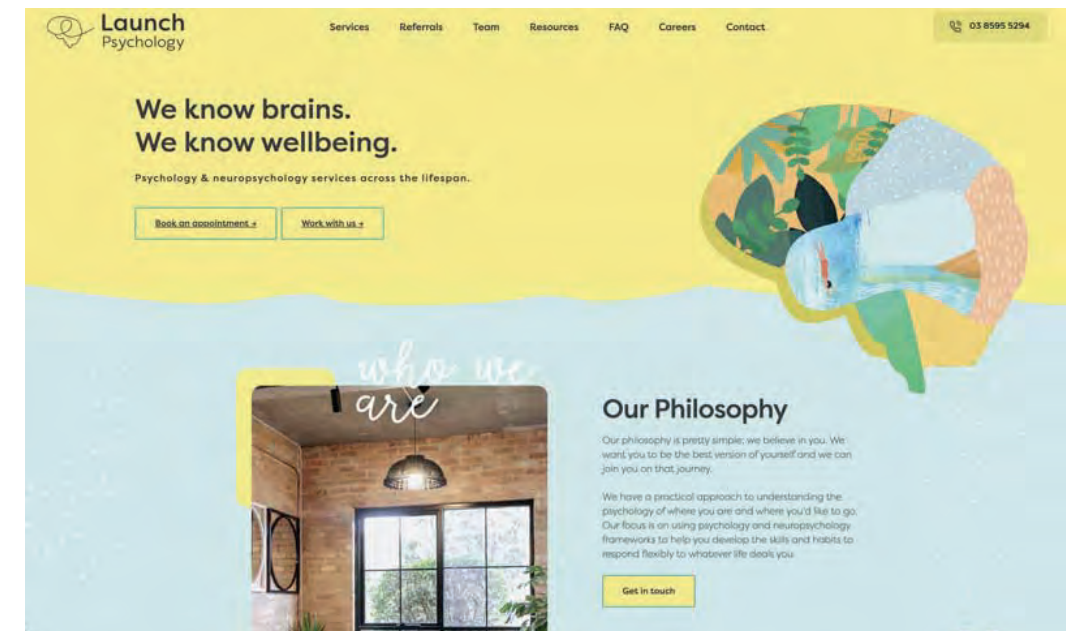 Launch
Psychology
Services Referrals Team Resources FAQ Careers Contact
03 8595 5294
We know brains.
We know wellbeing.
Psychology & neuropsychology services across the lifespan.
Book an appointment → Work with us →
who we
are
Our Philosophy
Our philosophy is pretty simple; we believe in you. We
want you to be the best version of yourself and we can
join you on that journey.
We have a practical approach to understanding the
psychology of where you are and where you'd like to go.
Our focus is on using psychology and neuropsychology
frameworks to help you develop the skills and habits to
respond flexibly to whatever life deals you.
Get in touch